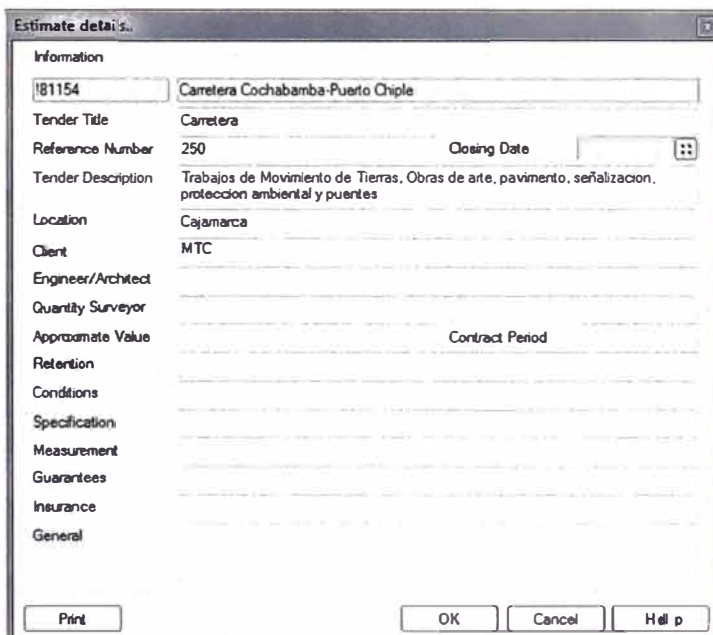 Estimate details..
Information
!81154 Carretera Cochabamba-Puerto Chiple
Tender Title Carretera
Reference Number 250 Closing Date
Tender Description Trabajos de Movimiento de Tierras, Obras de arte, pavimento, señalizacion,
proteccion ambiental y puentes
Location Cajamarca
Client MTC
Engineer/Architect
Quantity Surveyor
Approximate Value Contract Period
Retention
Conditions
Specification
Measurement
Guarantees
Insurance
General
Print OK Cancel Help